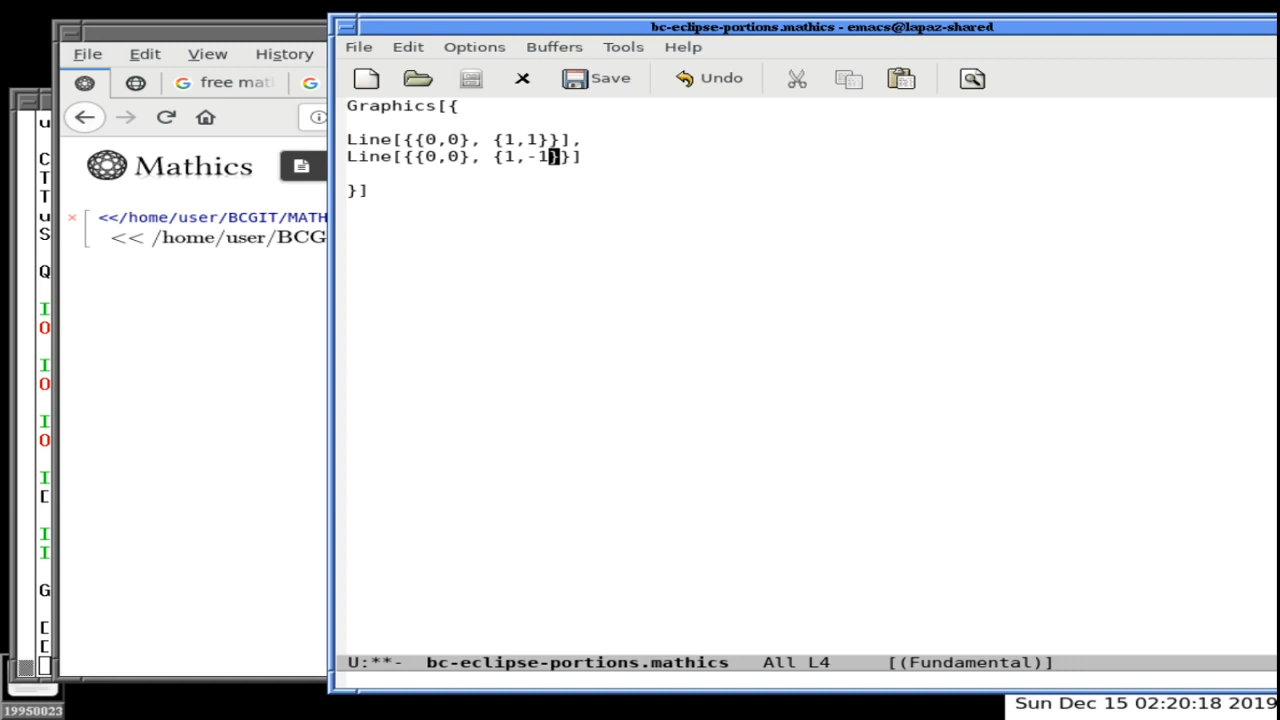 bc-eclipse-portions.mathics - emacs@lapaz-shared
File Edit Options Buffers Tools Help
Save Undo
Graphics[{
Line[{{0,0}, {1,1}}],
Line[{{0,0}, {1,-1}}]
}]
U:**- bc-eclipse-portions.mathics All L4 [(Fundamental)]
File Edit View History
free mat
Mathics
<</home/user/BCGIT/MATH
<< /home/user/BCG
u
C
T
T
u
S
Q
I
O
I
O
I
O
I
[
I
I
G
[
[
19950023
Sun Dec 15 02:20:18 2019